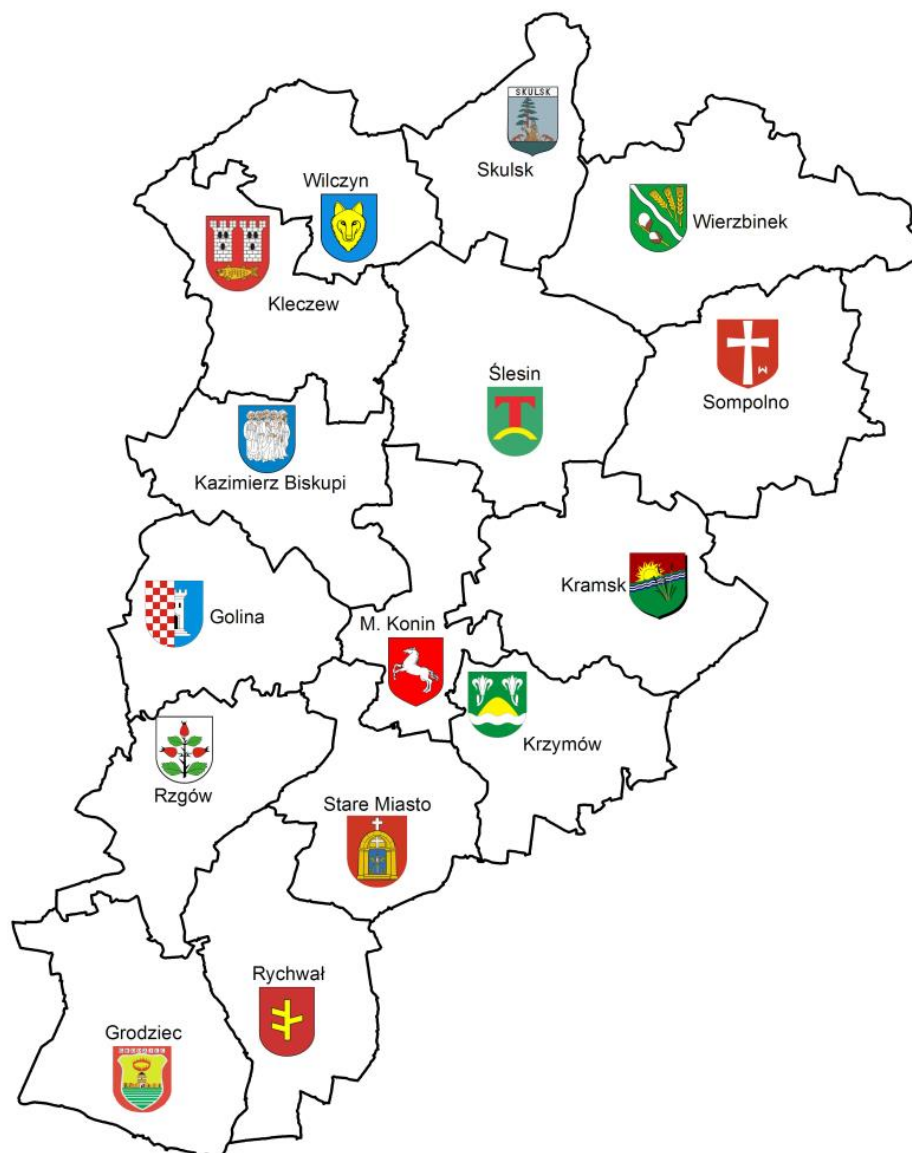 SKULSK
Skulsk
Wilczyn
Wierzbinek
Kleczew
Ślesin
Sompolno
Kazimierz Biskupi
Kramsk
Golina
M. Konin
Krzymów
Rzgów
Stare Miasto
Rychwał
Grodziec